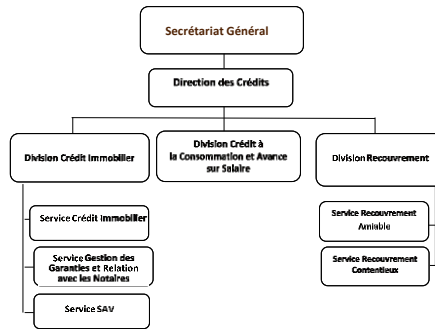 Secrétariat Général
Direction des Crédits
Division Crédit Immobilier
Division Crédit à
la Consommation et Avance
sur Salaire
Division Recouvrement
Service Crédit Immobilier
Service Gestion des
Garanties et Relation
avec les Notaires
Service SAV
Service Recouvrement
Amiable
Service Recouvrement
Contentieux